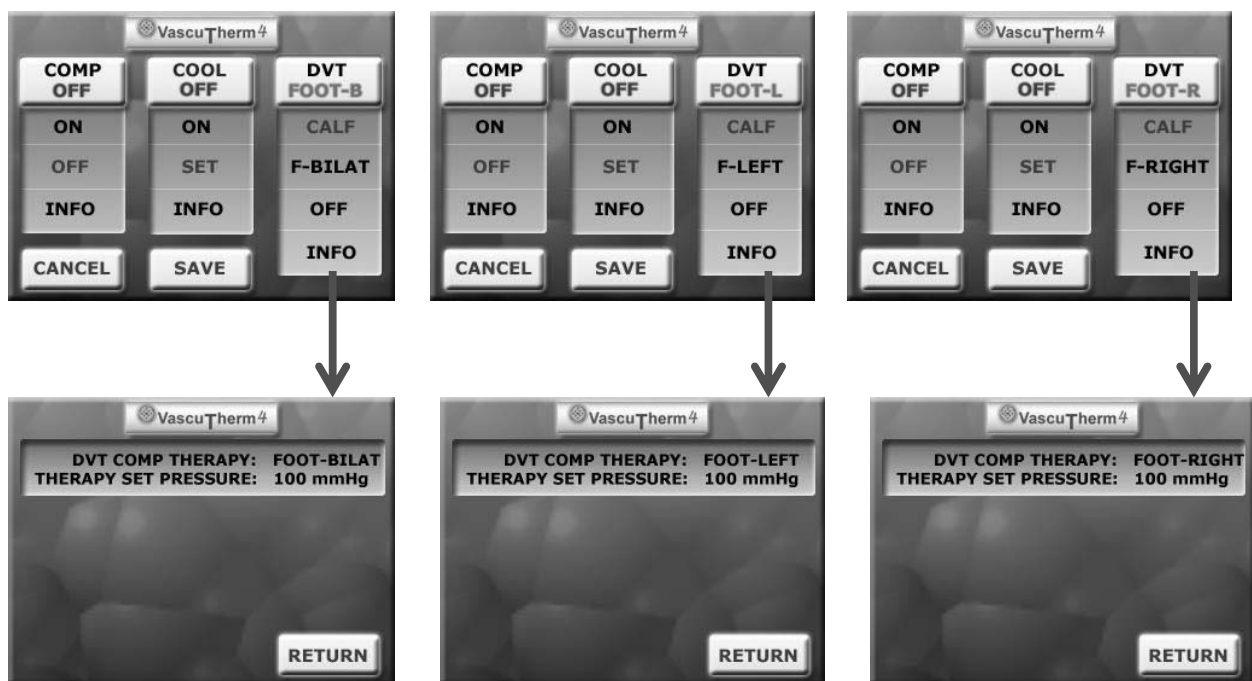 VascuTherm4
COMP OFF
COOL OFF
DVT FOOT-B
ON
ON
CALF
OFF
SET
F-BILAT
INFO
INFO
OFF
INFO
CANCEL
SAVE
VascuTherm4
COMP OFF
COOL OFF
DVT FOOT-L
ON
ON
CALF
OFF
SET
F-LEFT
INFO
INFO
OFF
INFO
CANCEL
SAVE
VascuTherm4
COMP OFF
COOL OFF
DVT FOOT-R
ON
ON
CALF
OFF
SET
F-RIGHT
INFO
INFO
OFF
INFO
CANCEL
SAVE
VascuTherm4
DVT COMP THERAPY: FOOT-BILAT
THERAPY SET PRESSURE: 100 mmHg
RETURN
VascuTherm4
DVT COMP THERAPY: FOOT-LEFT
THERAPY SET PRESSURE: 100 mmHg
RETURN
VascuTherm4
DVT COMP THERAPY: FOOT-RIGHT
THERAPY SET PRESSURE: 100 mmHg
RETURN